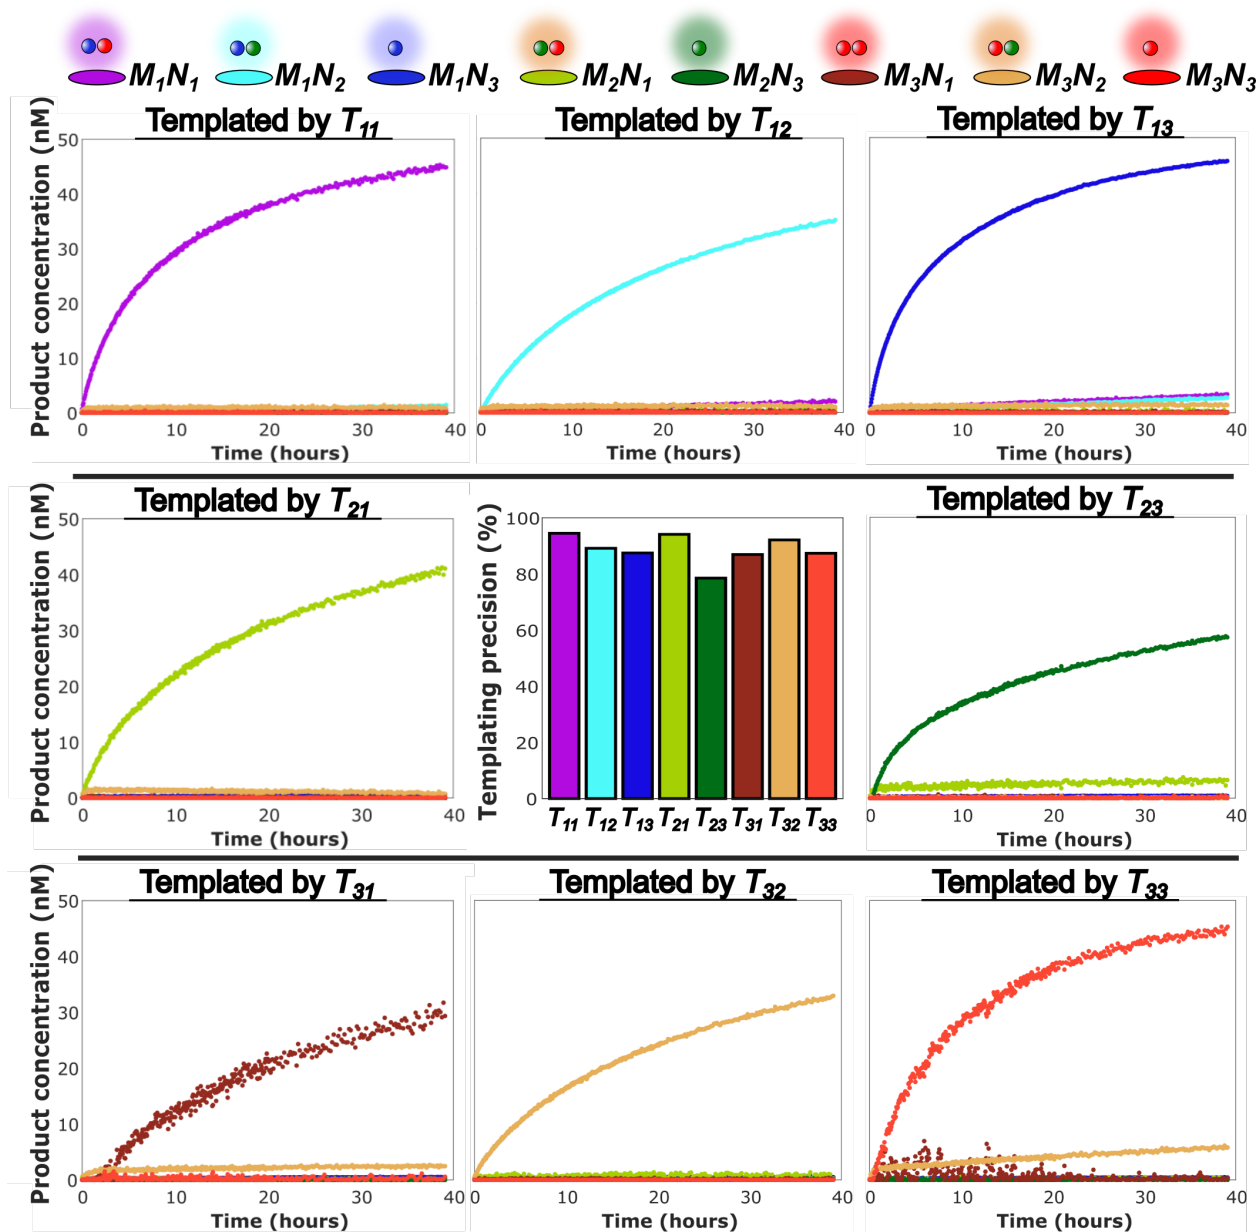 M1N1 M1N2 M1N3 M2N1 M2N3 M3N1 M3N2 M3N3
Templated by T11
Product concentration (nM)
50
40
30
20
10
0
0 10 20 30 40
Time (hours)
Templated by T12
0 10 20 30 40
Time (hours)
Templated by T13
0 10 20 30 40
Time (hours)
Templated by T21
Product concentration (nM)
50
40
30
20
10
0
0 10 20 30 40
Time (hours)
Templating precision (%)
100
80
60
40
20
0
T11 T12 T13 T21 T23 T31 T32 T33
Templated by T23
0 10 20 30 40
Time (hours)
Templated by T31
Product concentration (nM)
50
40
30
20
10
0
0 10 20 30 40
Time (hours)
Templated by T32
0 10 20 30 40
Time (hours)
Templated by T33
0 10 20 30 40
Time (hours)